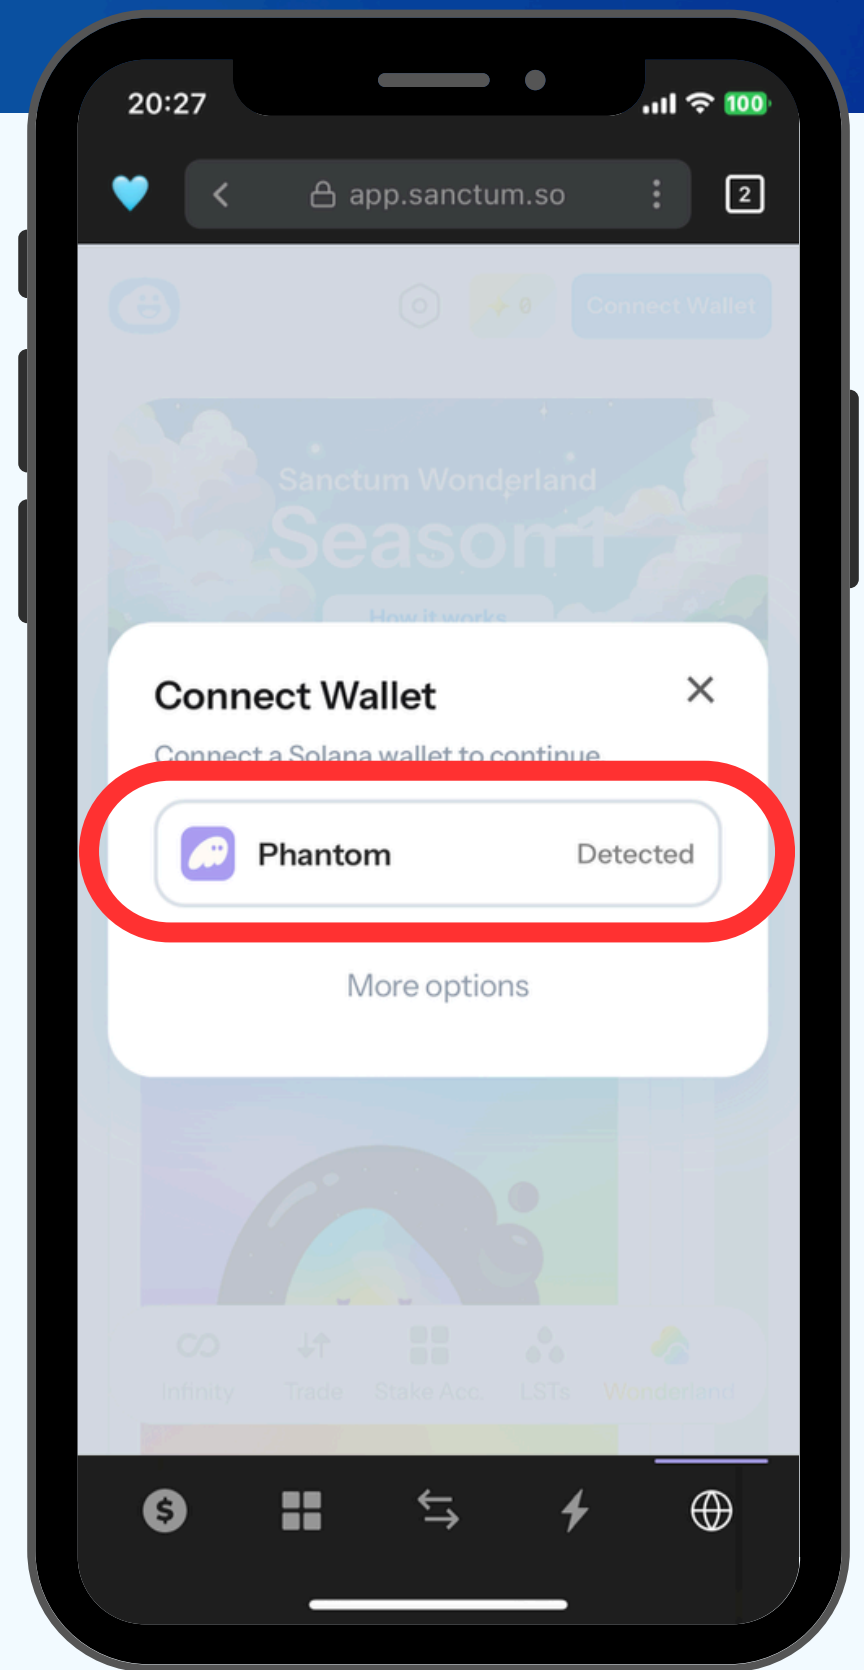 20:27
100
app.sanctum.so
2
0
Connect Wallet
Sanctum Wonderland
Season 1
How it works
Connect Wallet
Connect a Solana wallet to continue
Phantom
Detected
More options
Infinity
Trade
Stake Acc.
LSTs
Wonderland